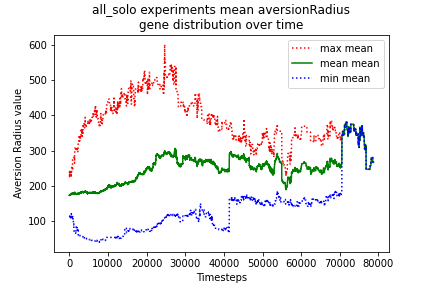 all_solo experiments mean aversionRadius
gene distribution over time
max mean
mean mean
min mean
Aversion Radius value
600
500
400
300
200
100
0
10000
20000
30000
40000
50000
60000
70000
80000
Timesteps